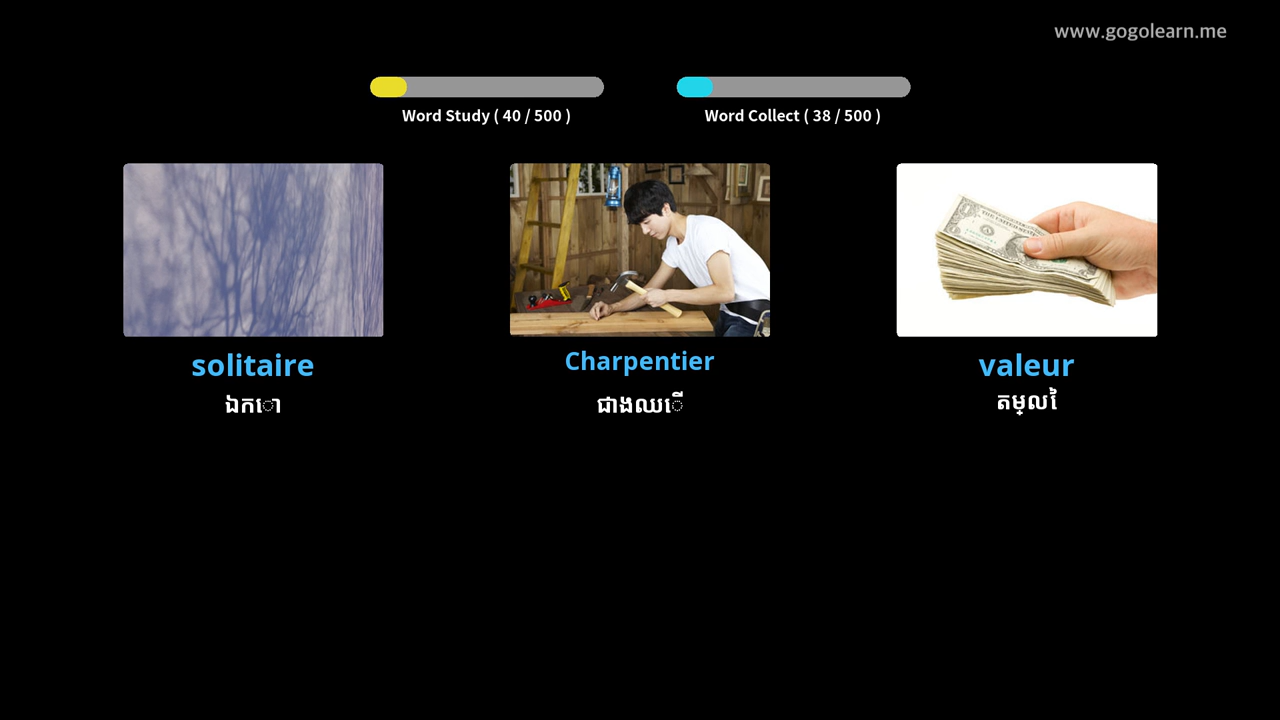 www.gogolearn.me
Word Study ( 40 / 500 )
Word Collect ( 38 / 500 )
solitaire
Charpentier
valeur
ឯកោ
ជាងឈើ
តម្លៃ